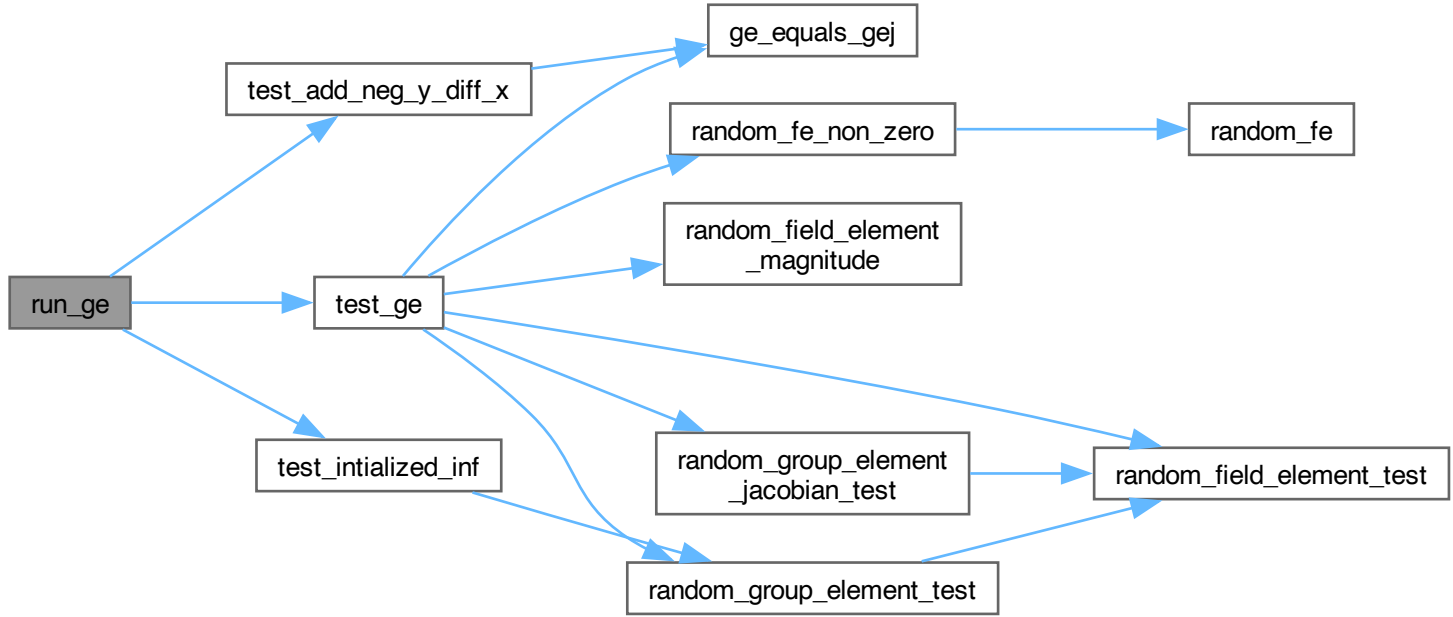 ge_equals_gej
test_add_neg_y_diff_x
random_fe_non_zero
random_fe
random_field_element
_magnitude
run_ge
test_ge
test_intialized_inf
random_group_element
_jacobian_test
random_field_element_test
random_group_element_test